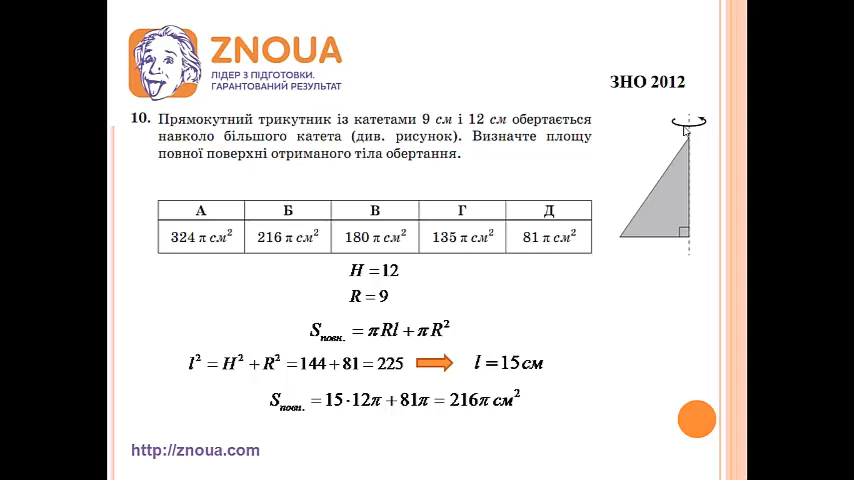 ZNOUA
ЛІДЕР З ПІДГОТОВКИ.
ГАРАНТОВАНИЙ РЕЗУЛЬТАТ
ЗНО 2012
10. Прямокутний трикутник із катетами 9 см і 12 см обертається
навколо більшого катета (див. рисунок). Визначте площу
повної поверхні отриманого тіла обертання.
А Б В Г Д
324 π см² 216 π см² 180 π см² 135 π см² 81 π см²
H = 12
R = 9
Sповн. = πRl + πR²
l² = H² + R² = 144 + 81 = 225 l = 15см
Sповн. = 15·12π + 81π = 216π см²
http://znoua.com